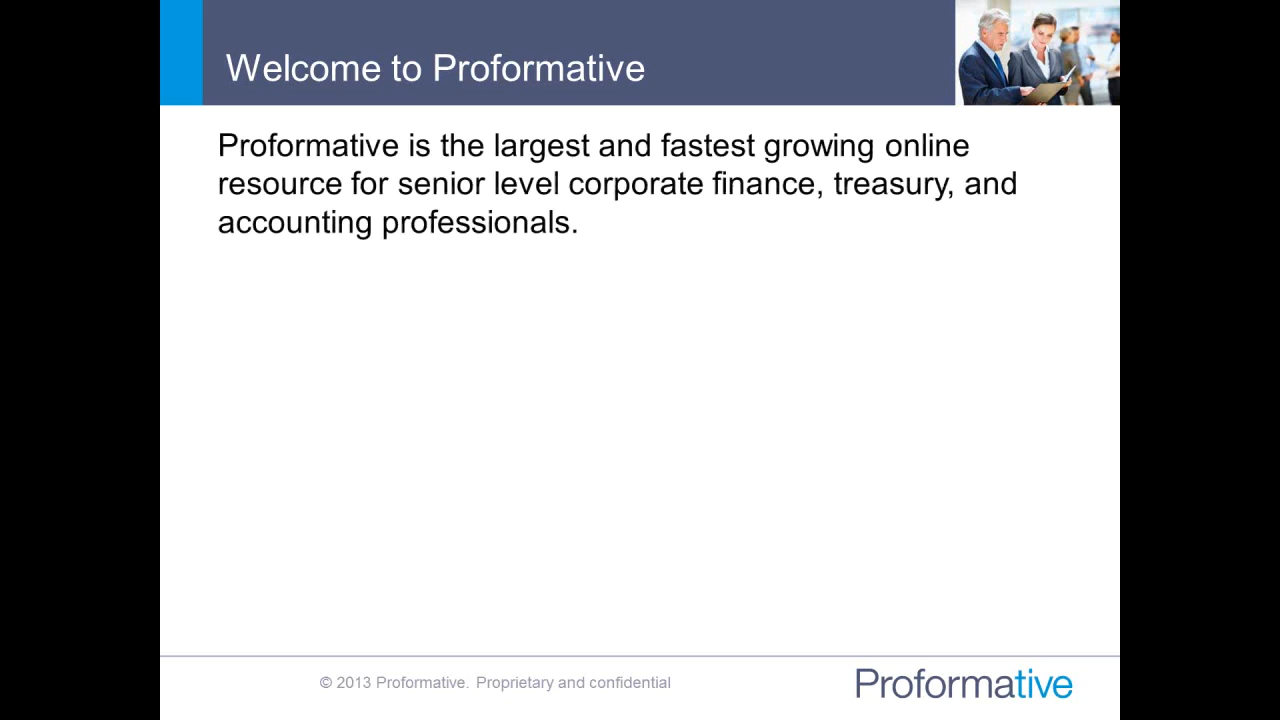 Welcome to Proformative
Proformative is the largest and fastest growing online
resource for senior level corporate finance, treasury, and
accounting professionals.
© 2013 Proformative. Proprietary and confidential
Proformative